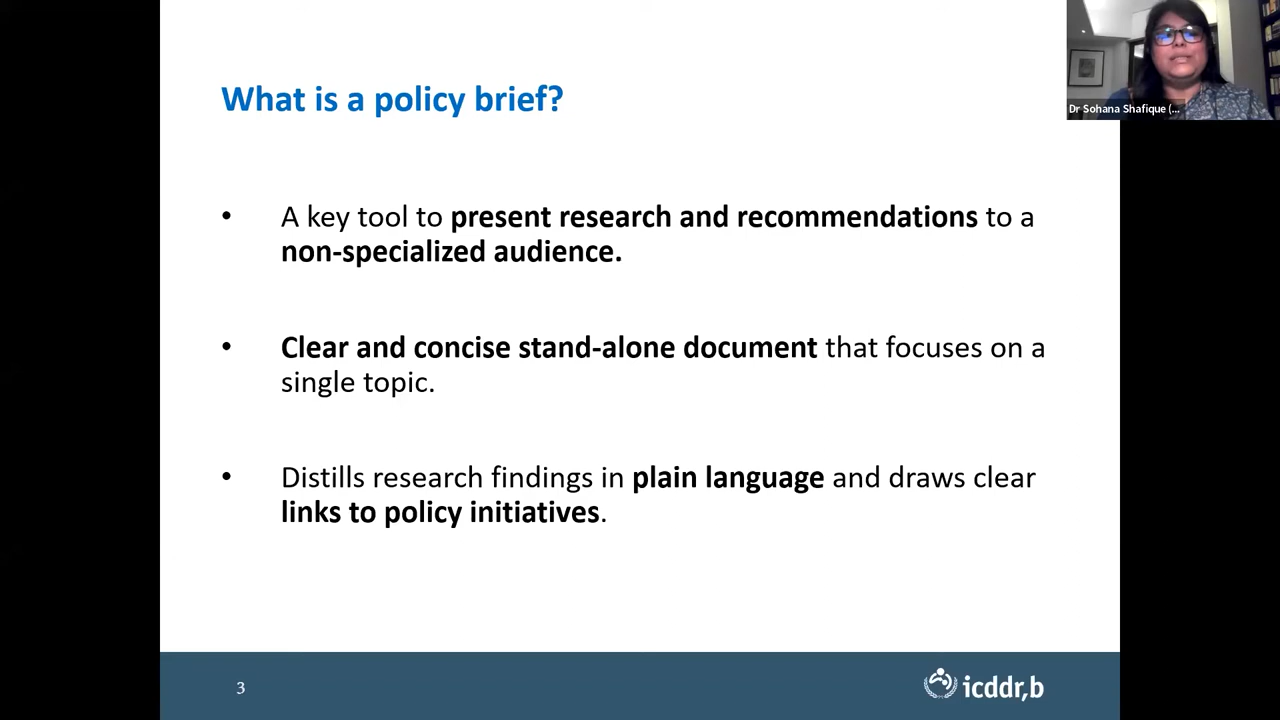 What is a policy brief?
• A key tool to present research and recommendations to a
non-specialized audience.
• Clear and concise stand-alone document that focuses on a
single topic.
• Distills research findings in plain language and draws clear
links to policy initiatives.
3
icddr,b
Dr Sohana Shafique (...